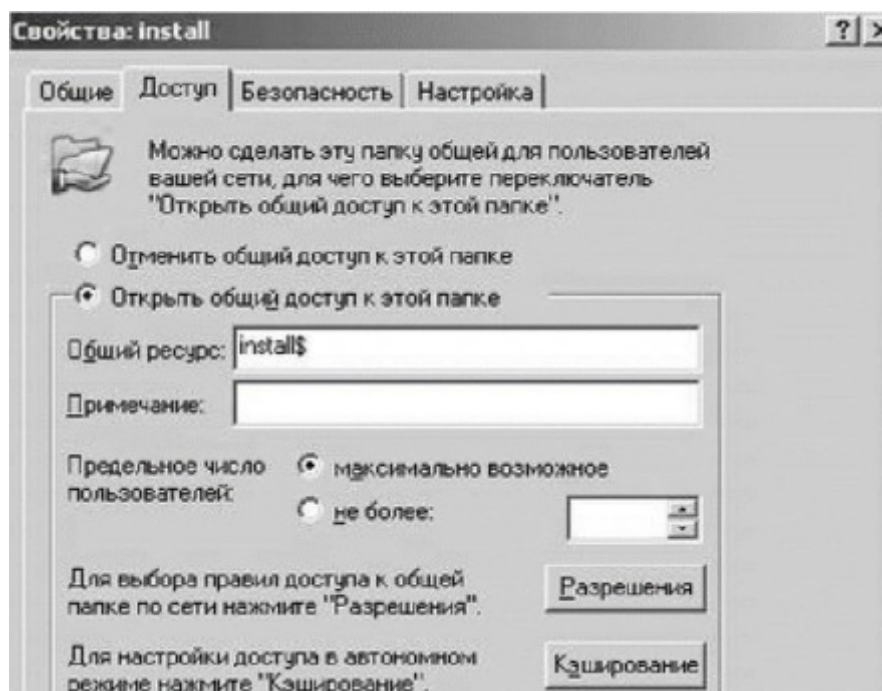 Свойства: install
Общие Доступ Безопасность Настройка
Можно сделать эту папку общей для пользователей
вашей сети, для чего выберите переключатель
"Открыть общий доступ к этой папке".
Отменить общий доступ к этой папке
Открыть общий доступ к этой папке
Общий ресурс: install$
Примечание:
Предельное число
пользователей:
максимально возможное
не более:
Для выбора правил доступа к общей
папке по сети нажмите "Разрешения".
Разрешения
Для настройки доступа в автономном
режиме нажмите "Кэширование".
Кэширование